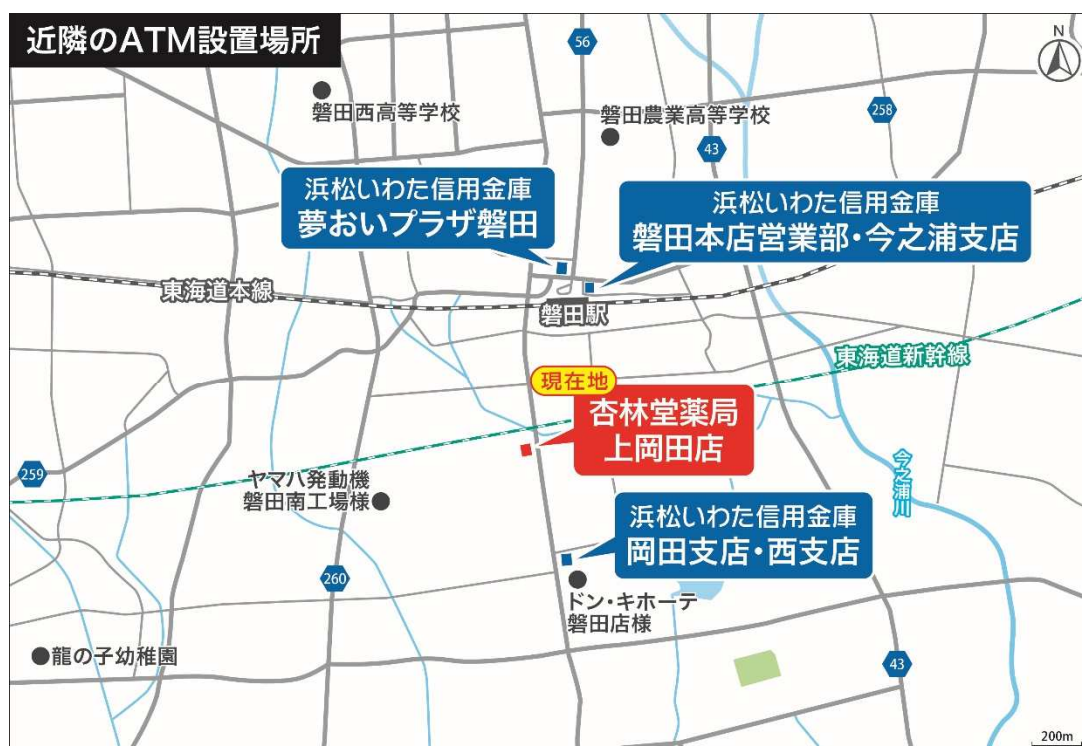 近隣のATM設置場所
N
56
258
43
磐田西高等学校
磐田農業高等学校
浜松いわた信用金庫
夢おいプラザ磐田
浜松いわた信用金庫
磐田本店営業部・今之浦支店
東海道本線
磐田駅
東海道新幹線
現在地
杏林堂薬局
上岡田店
259
ヤマハ発動機
磐田南工場様
今之浦川
浜松いわた信用金庫
岡田支店・西支店
260
ドン・キホーテ
磐田店様
龍の子幼稚園
43
200m